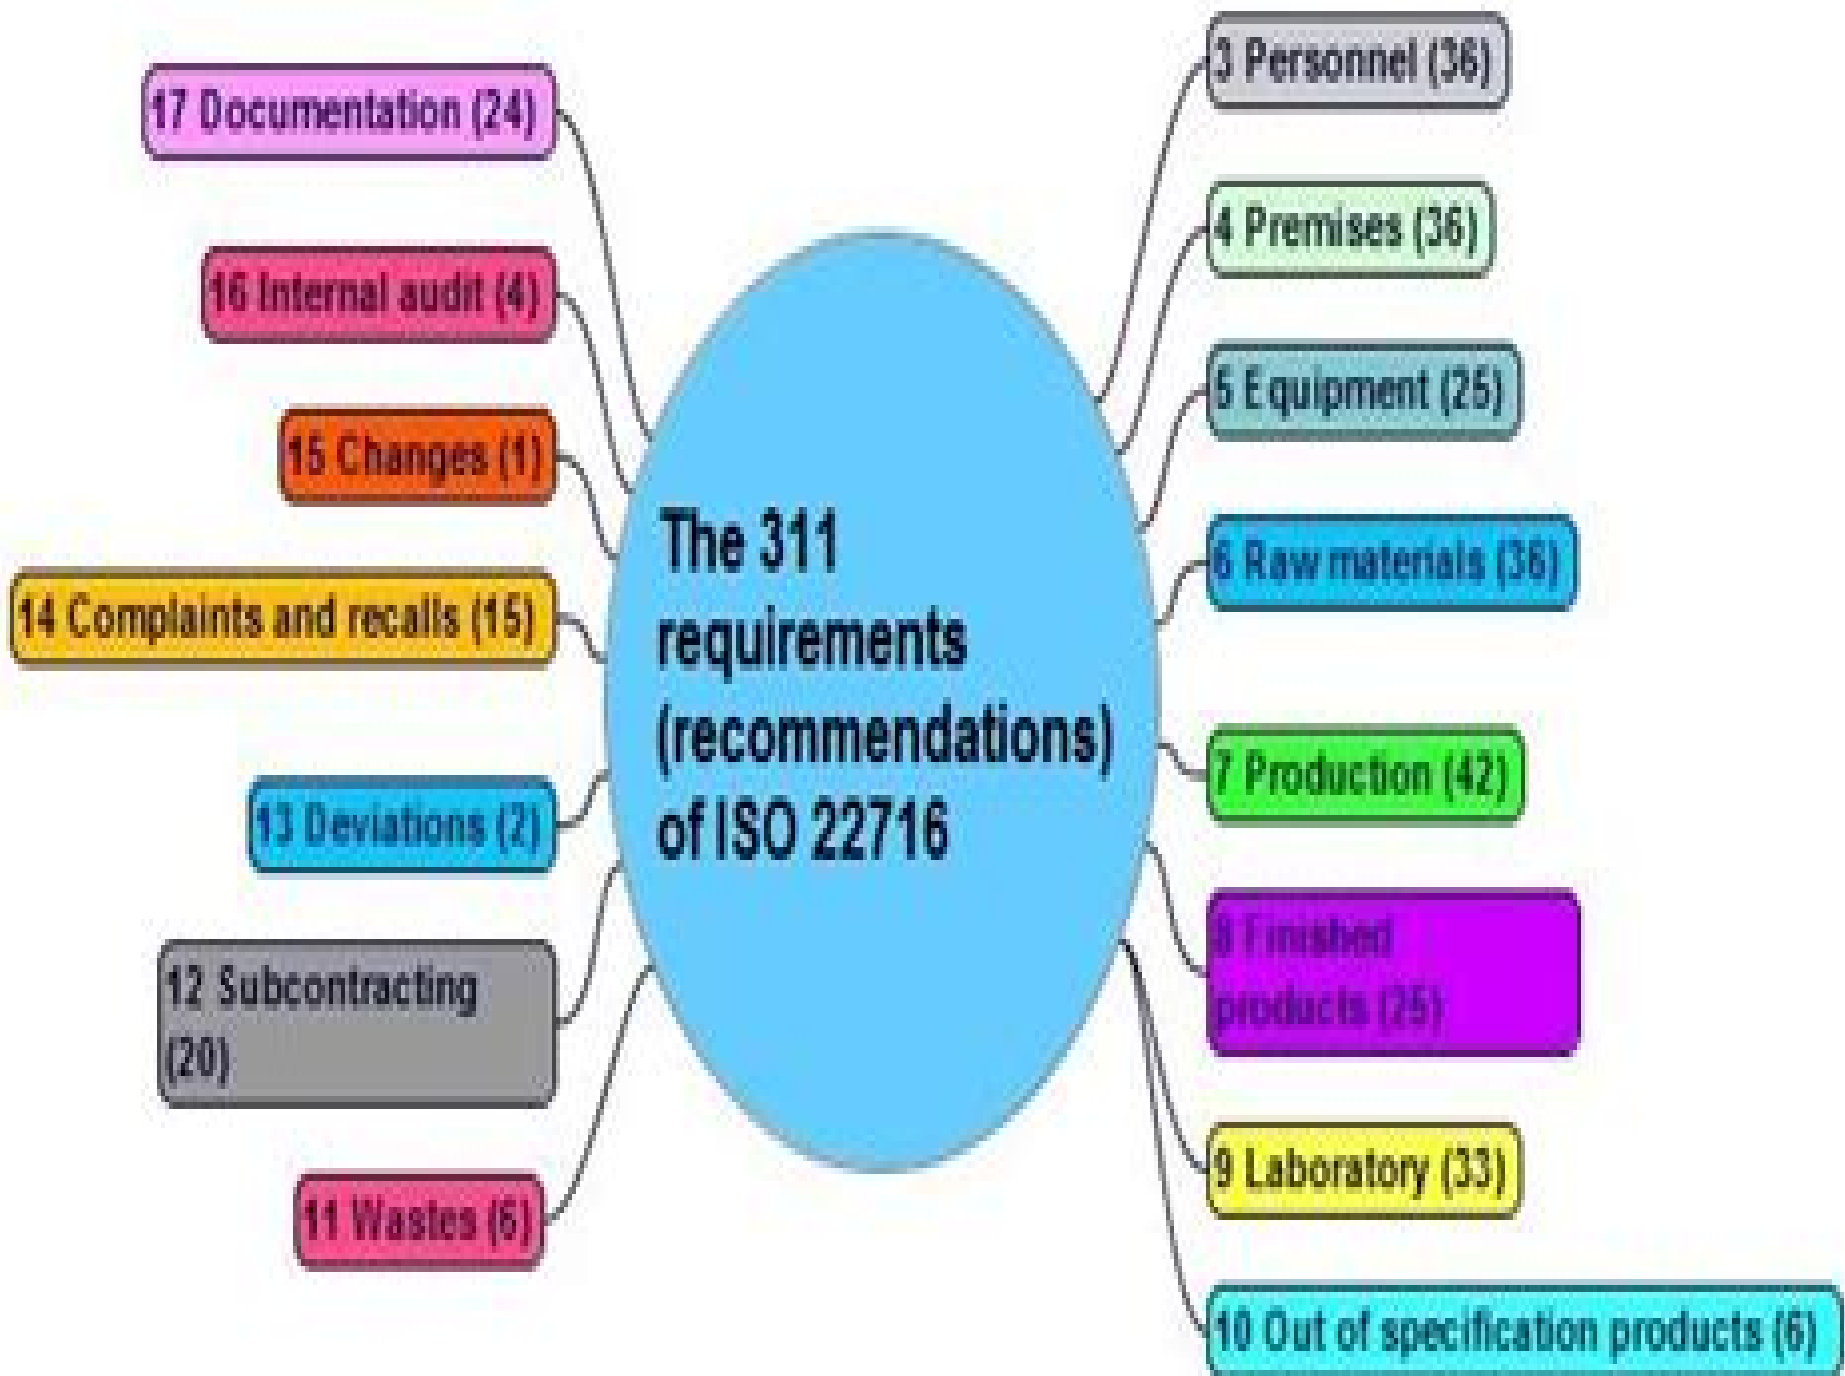 The 311
requirements
(recommendations)
of ISO 22716
3 Personnel (36)
4 Premises (36)
5 Equipment (25)
6 Raw materials (36)
7 Production (42)
8 Finished
products (25)
9 Laboratory (33)
10 Out of specification products (6)
11 Wastes (6)
12 Subcontracting
(20)
13 Deviations (2)
14 Complaints and recalls (15)
15 Changes (1)
16 Internal audit (4)
17 Documentation (24)